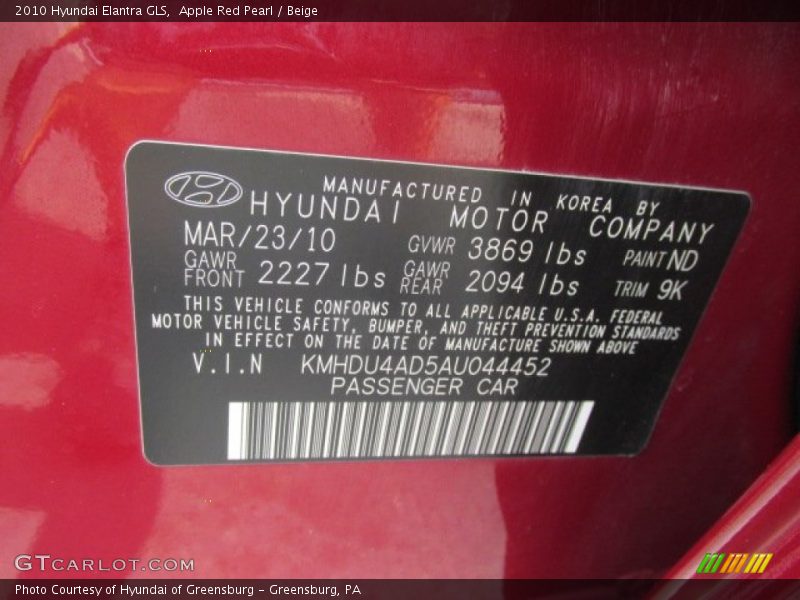 2010 Hyundai Elantra GLS,  Apple Red Pearl / Beige
MANUFACTURED IN KOREA BY
HYUNDAI MOTOR COMPANY
MAR/23/10 GVWR 3869 lbs PAINT ND
GAWR FRONT 2227 lbs GAWR REAR 2094 lbs TRIM 9K
THIS VEHICLE CONFORMS TO ALL APPLICABLE U.S.A. FEDERAL
MOTOR VEHICLE SAFETY, BUMPER, AND THEFT PREVENTION STANDARDS
IN EFFECT ON THE DATE OF MANUFACTURE SHOWN ABOVE
V.I.N KMHDU4AD5AU044452
PASSENGER CAR
GTCARLOT.COM
Photo Courtesy of Hyundai of Greensburg - Greensburg, PA